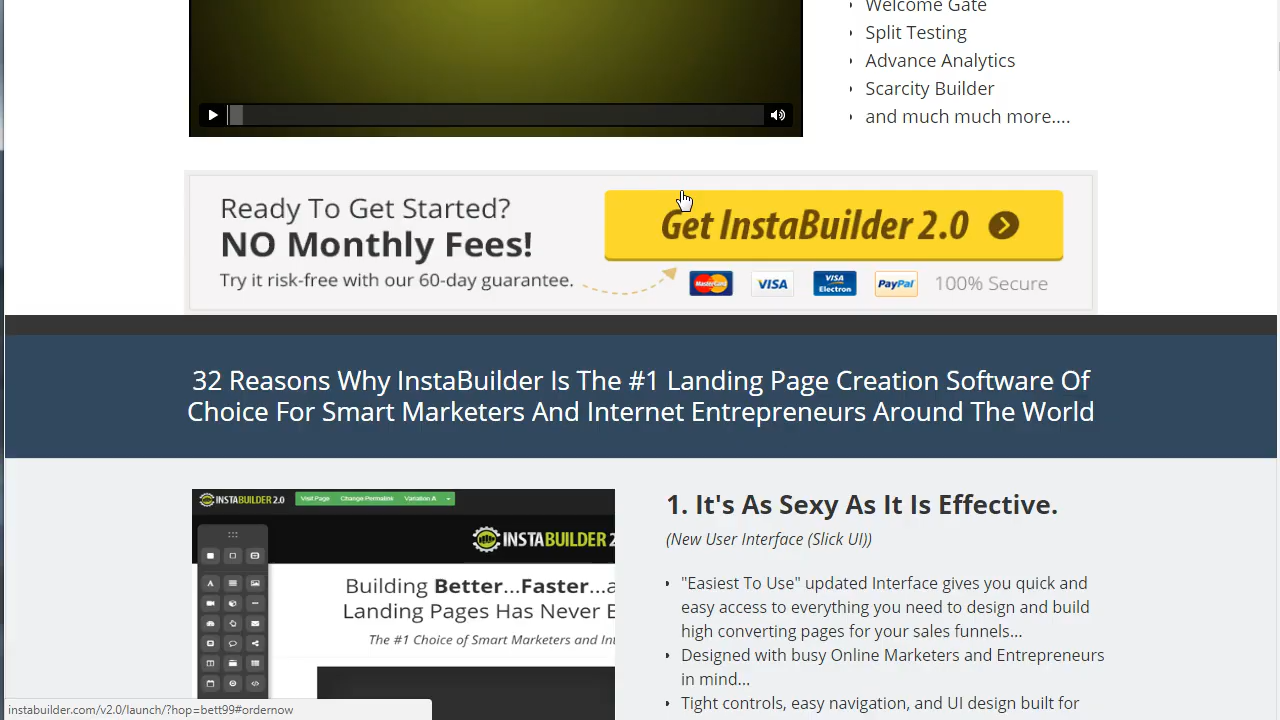 Welcome Gate
Split Testing
Advance Analytics
Scarcity Builder
and much much more....
Ready To Get Started?
NO Monthly Fees!
Try it risk-free with our 60-day guarantee.
Get InstaBuilder 2.0
MasterCard
VISA
VISA
Electron
PayPal
100% Secure
32 Reasons Why InstaBuilder Is The #1 Landing Page Creation Software Of
Choice For Smart Marketers And Internet Entrepreneurs Around The World
INSTABUILDER 2.0
Visit Page
Change Permalink
Variation A
INSTABUILDER 2
Building Better...Faster...a
Landing Pages Has Never E
The #1 Choice of Smart Marketers and Int
1. It's As Sexy As It Is Effective.
(New User Interface (Slick UI))
"Easiest To Use" updated Interface gives you quick and
easy access to everything you need to design and build
high converting pages for your sales funnels...
Designed with busy Online Marketers and Entrepreneurs
in mind...
Tight controls, easy navigation, and UI design built for
instabuilder.com/v2.0/launch/?hop=bett99#ordernow